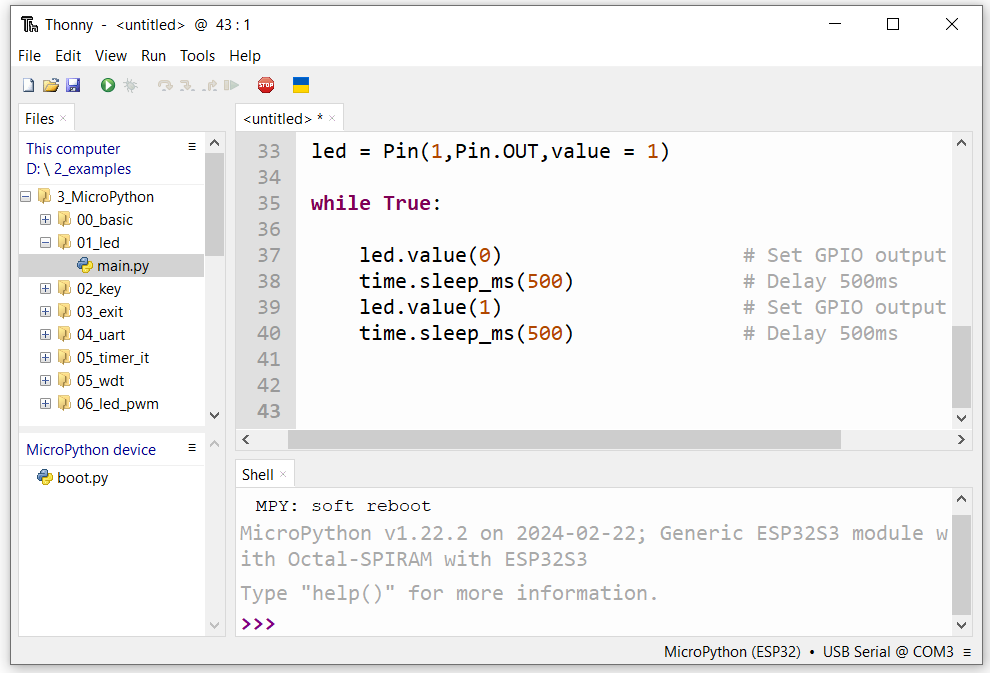 Thonny - <untitled> @ 43 : 1
File Edit View Run Tools Help
STOP
Files ×
This computer ≡
D: \ 2_examples
3_MicroPython
00_basic
01_led
main.py
02_key
03_exit
04_uart
05_timer_it
05_wdt
06_led_pwm
MicroPython device ≡
boot.py
<untitled> * ×
33 led = Pin(1,Pin.OUT,value = 1)
34
35 while True:
36
37 led.value(0) # Set GPIO output
38 time.sleep_ms(500) # Delay 500ms
39 led.value(1) # Set GPIO output
40 time.sleep_ms(500) # Delay 500ms
41
42
43
Shell ×
MPY: soft reboot
MicroPython v1.22.2 on 2024-02-22; Generic ESP32S3 module w
ith Octal-SPIRAM with ESP32S3
Type "help()" for more information.
>>>
MicroPython (ESP32) • USB Serial @ COM3 ≡